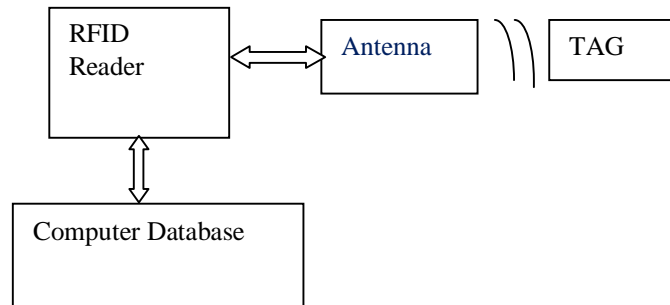 RFID
Reader
Antenna
TAG
Computer Database